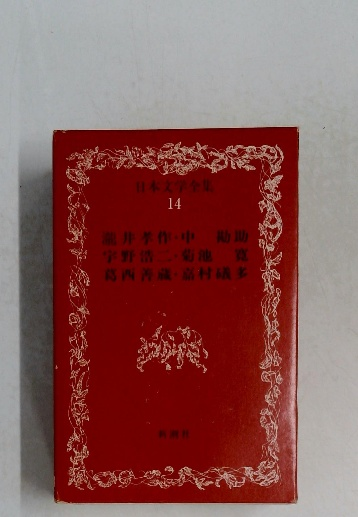 日本文学全集
14
瀧井孝作・中 勘助
宇野浩二・菊池 寛
葛西善蔵・嘉村礒多
新潮社